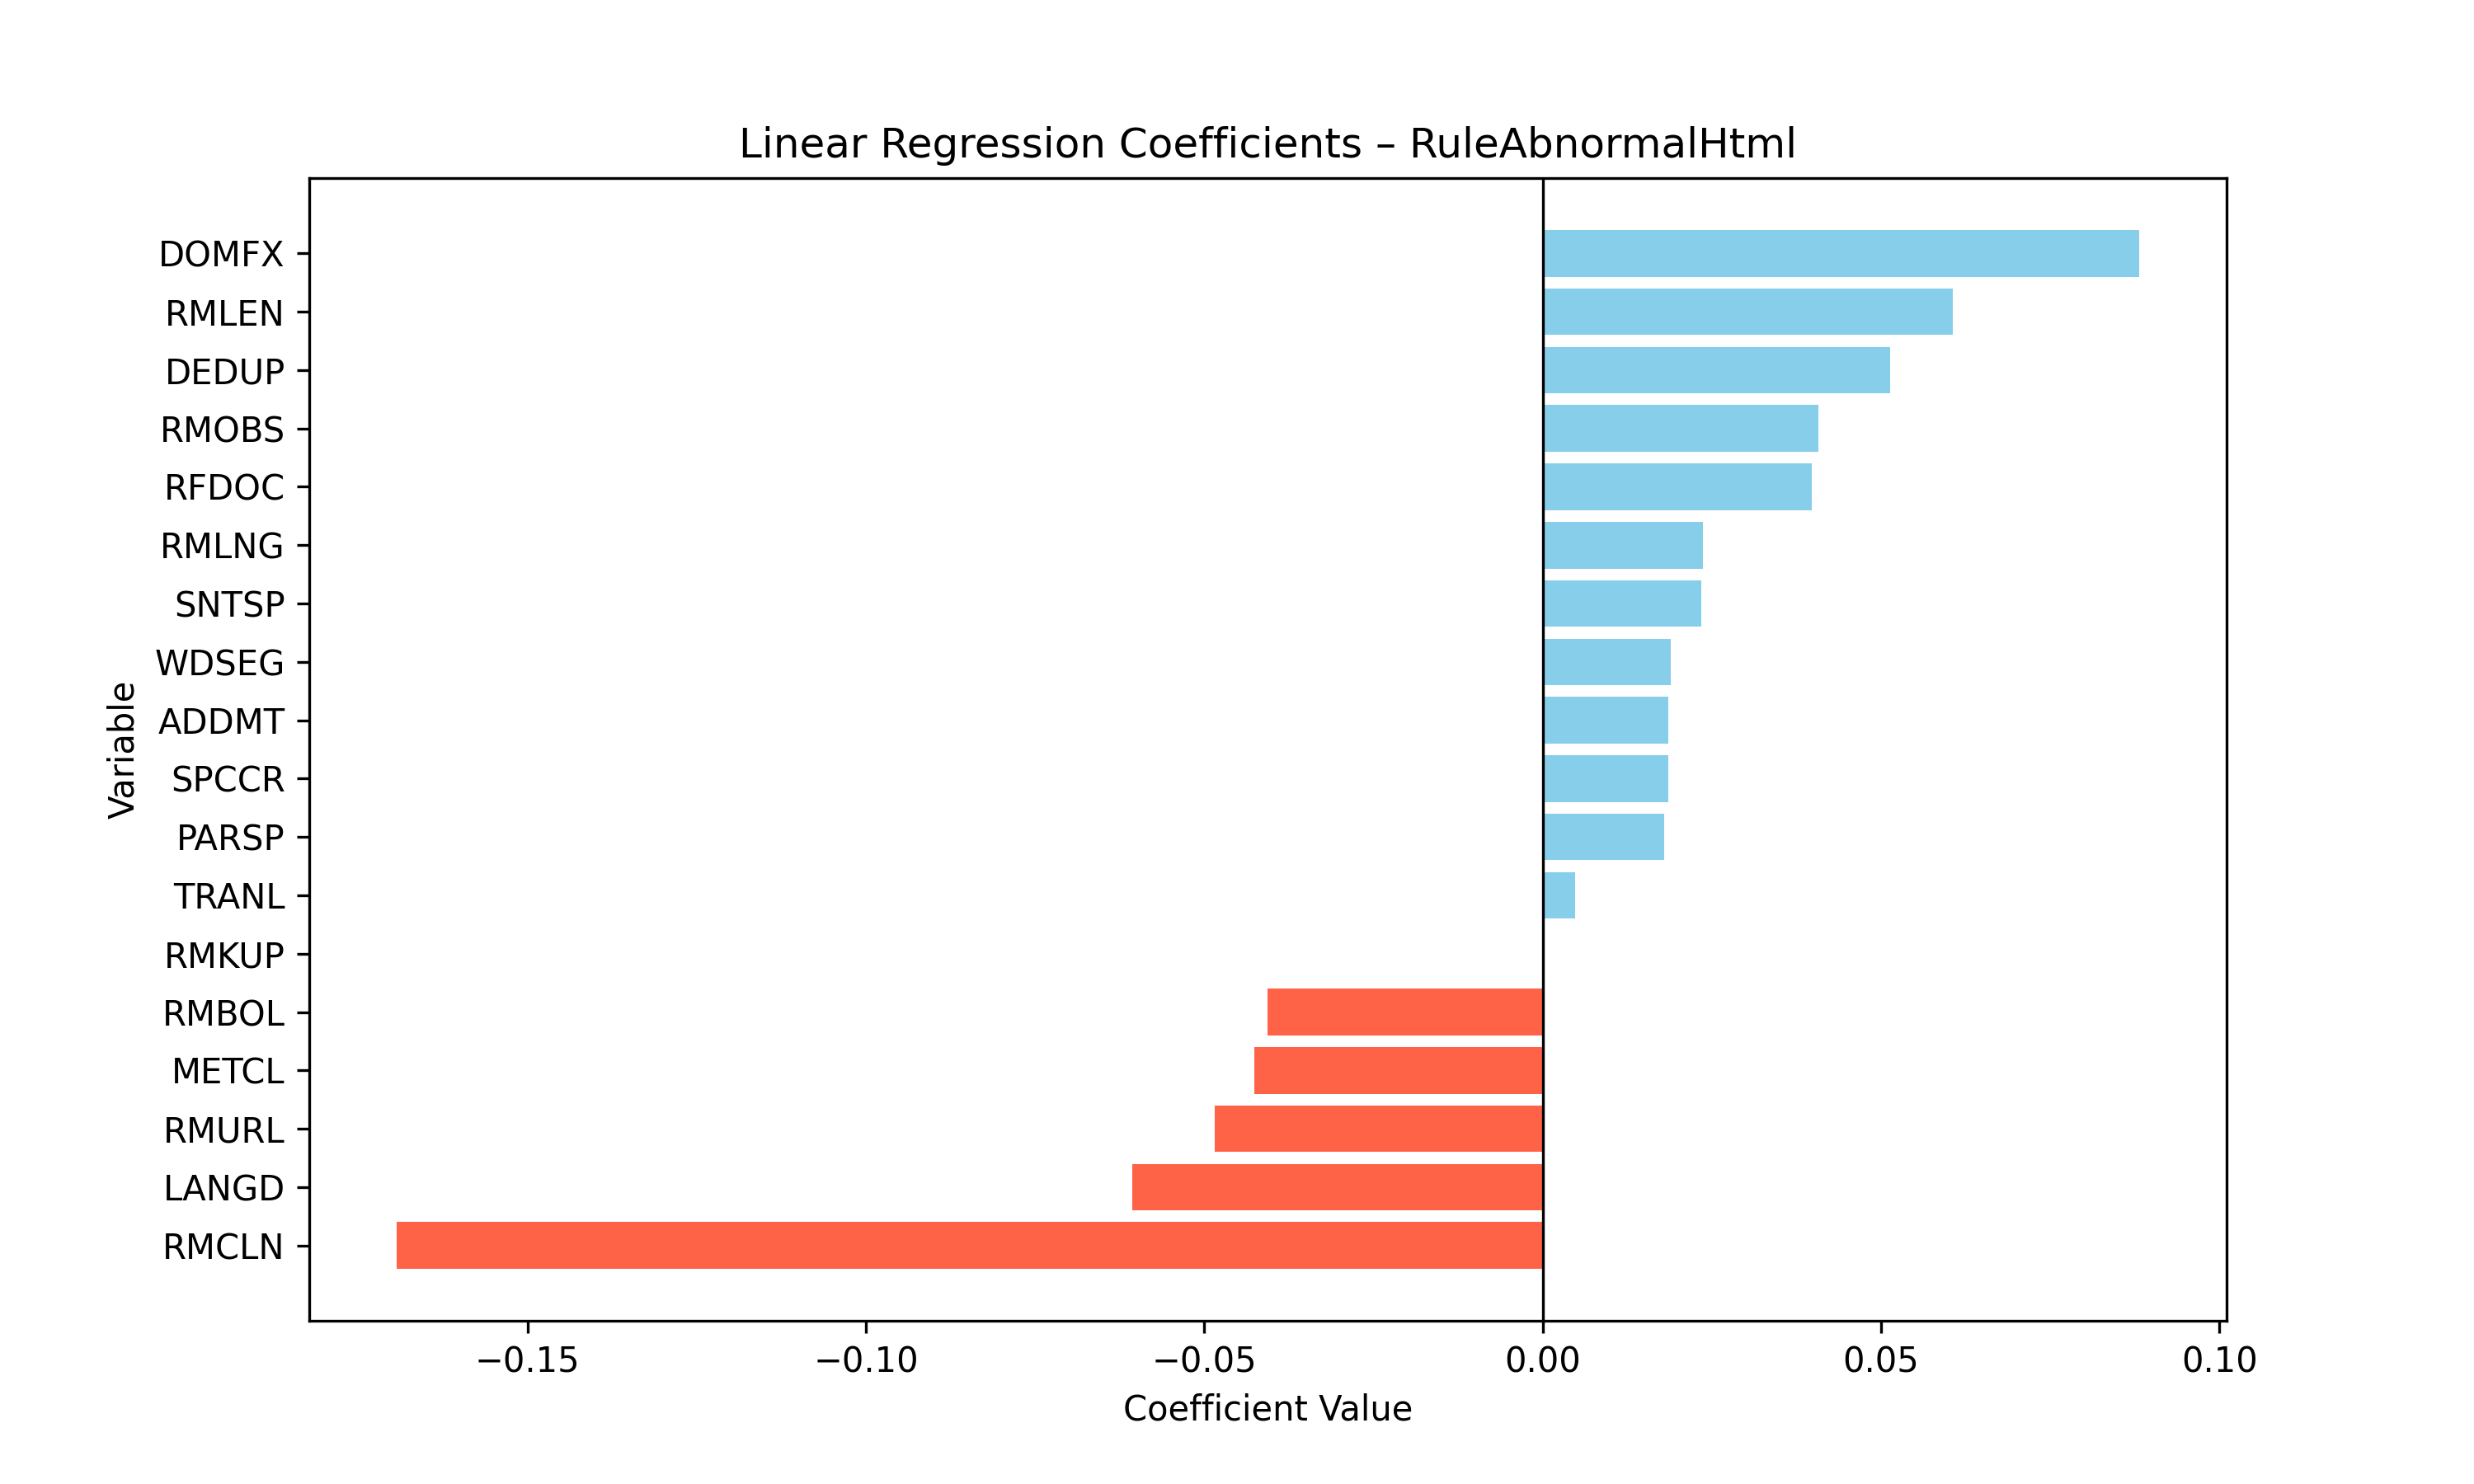 Linear Regression Coefficients – RuleAbnormalHtml
Variable
DOMFX
RMLEN
DEDUP
RMOBS
RFDOC
RMLNG
SNTSP
WDSEG
ADDMT
SPCCR
PARSP
TRANL
RMKUP
RMBOL
METCL
RMURL
LANGD
RMCLN
−0.15 −0.10 −0.05 0.00 0.05 0.10
Coefficient Value